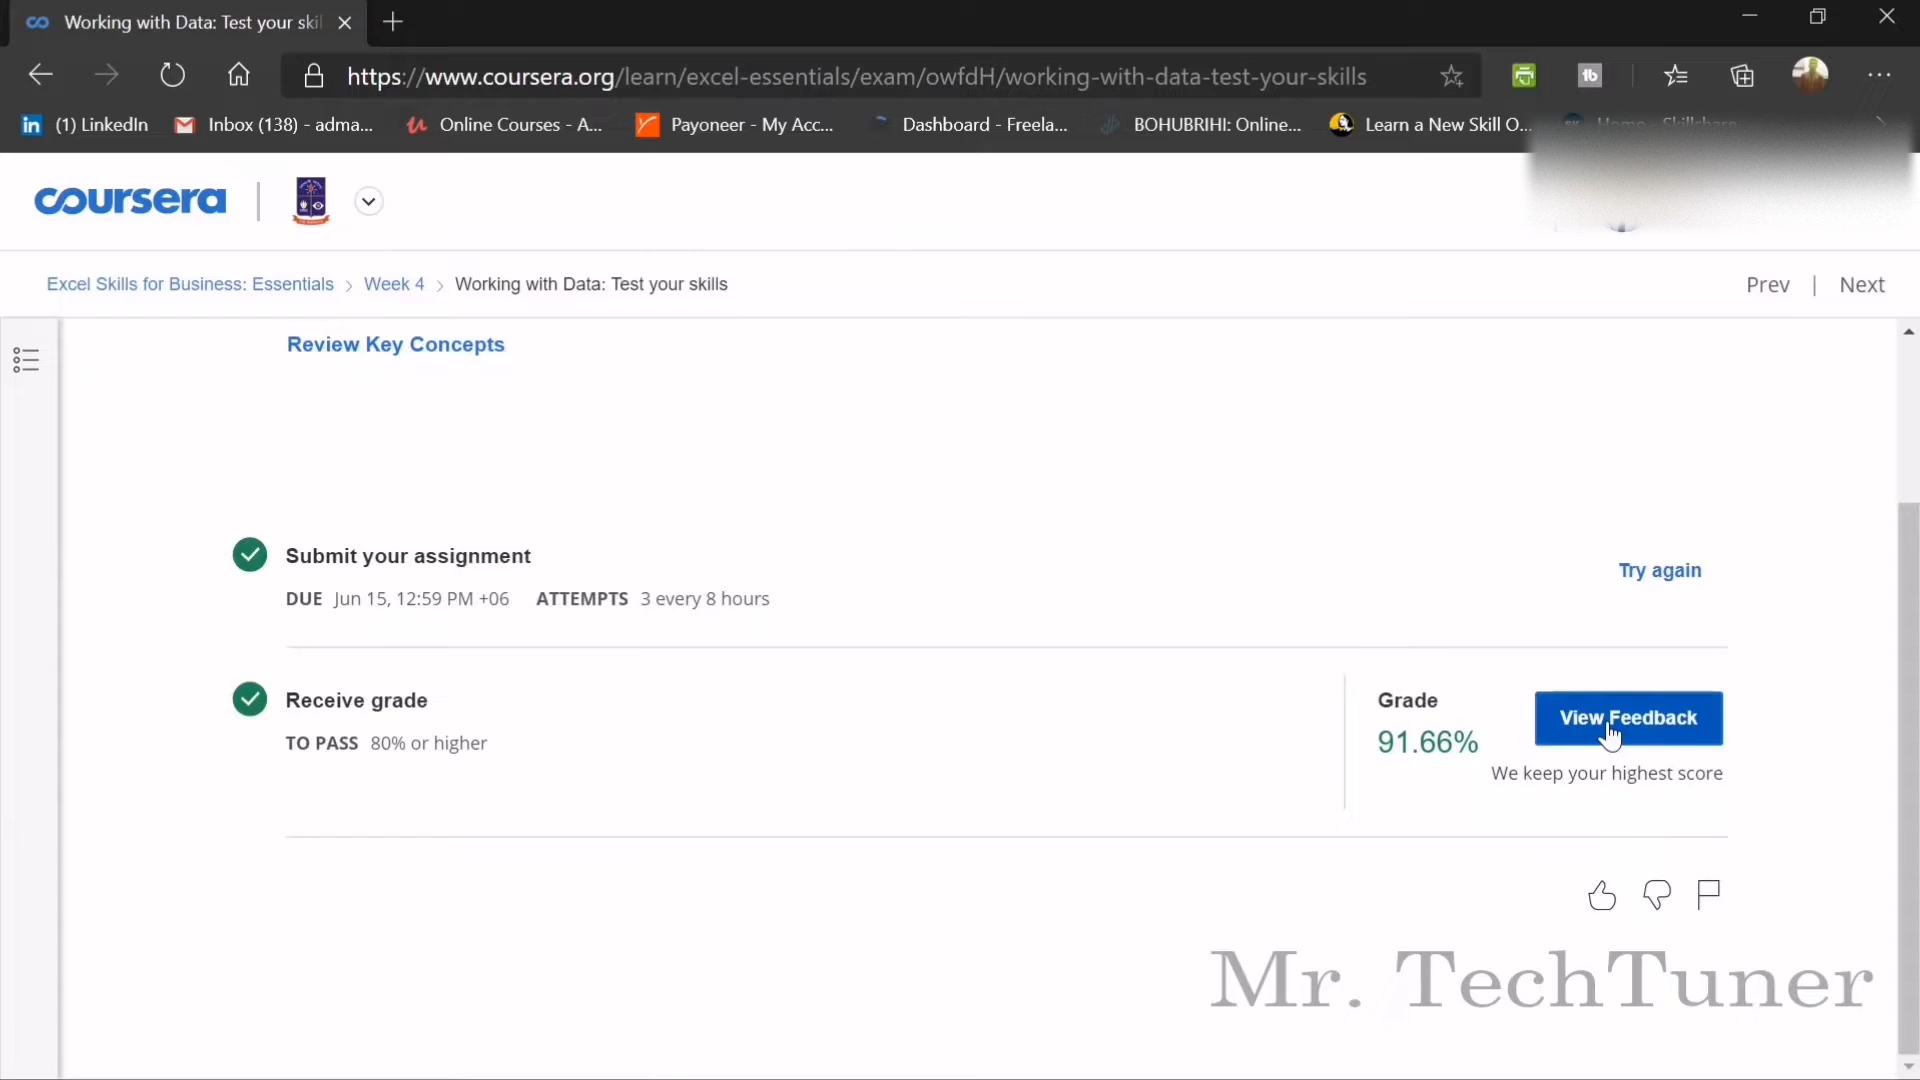 Working with Data: Test your ski
https://www.coursera.org/learn/excel-essentials/exam/owfdH/working-with-data-test-your-skills
(1) LinkedIn
Inbox (138) - adma...
Online Courses - A...
Payoneer - My Acc...
Dashboard - Freela...
BOHUBRIHI: Online...
Learn a New Skill O...
Home - Skillshare
coursera
Excel Skills for Business: Essentials > Week 4 > Working with Data: Test your skills
Prev | Next
Review Key Concepts
Submit your assignment
Try again
DUE Jun 15, 12:59 PM +06 ATTEMPTS 3 every 8 hours
Receive grade
TO PASS 80% or higher
Grade
91.66%
View Feedback
We keep your highest score
Mr. TechTuner